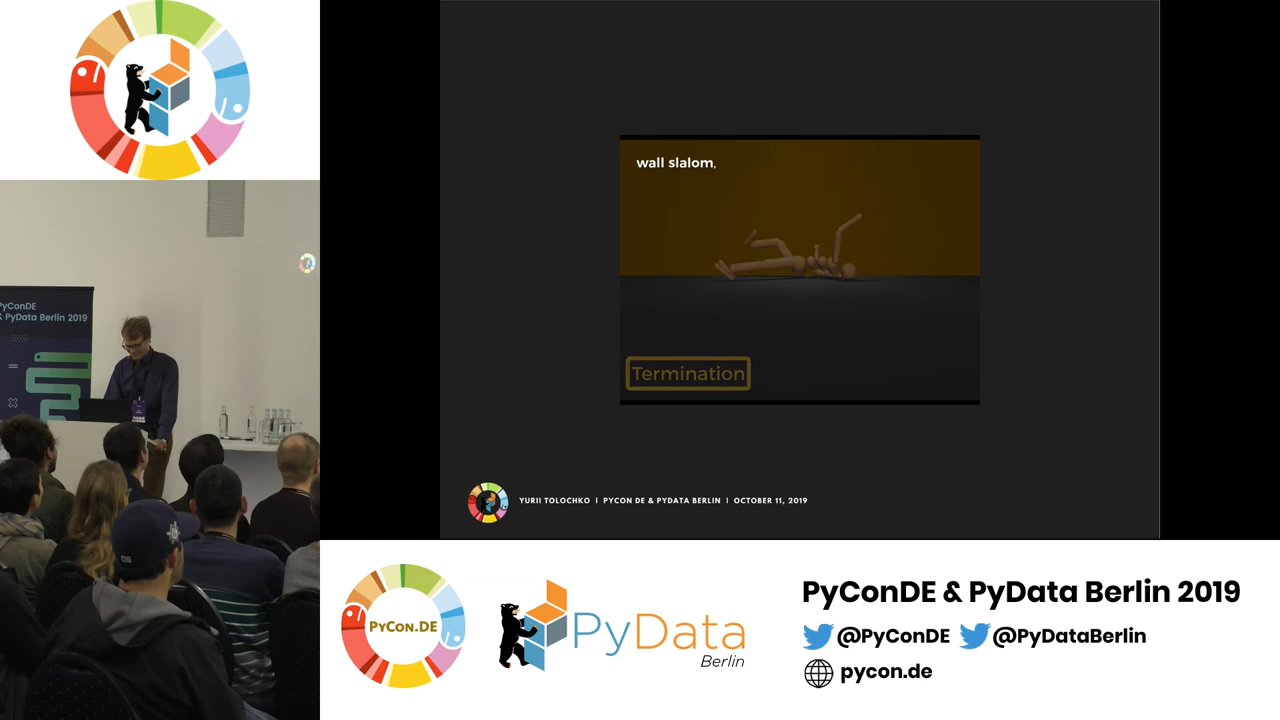 PyConDE
& PyData Berlin 2019
wall slalom,
Termination
YURII TOLOCHKO | PYCON DE & PYDATA BERLIN | OCTOBER 11, 2019
PYCON.DE
PyData
Berlin
PyConDE & PyData Berlin 2019
@PyConDE @PyDataBerlin
pycon.de